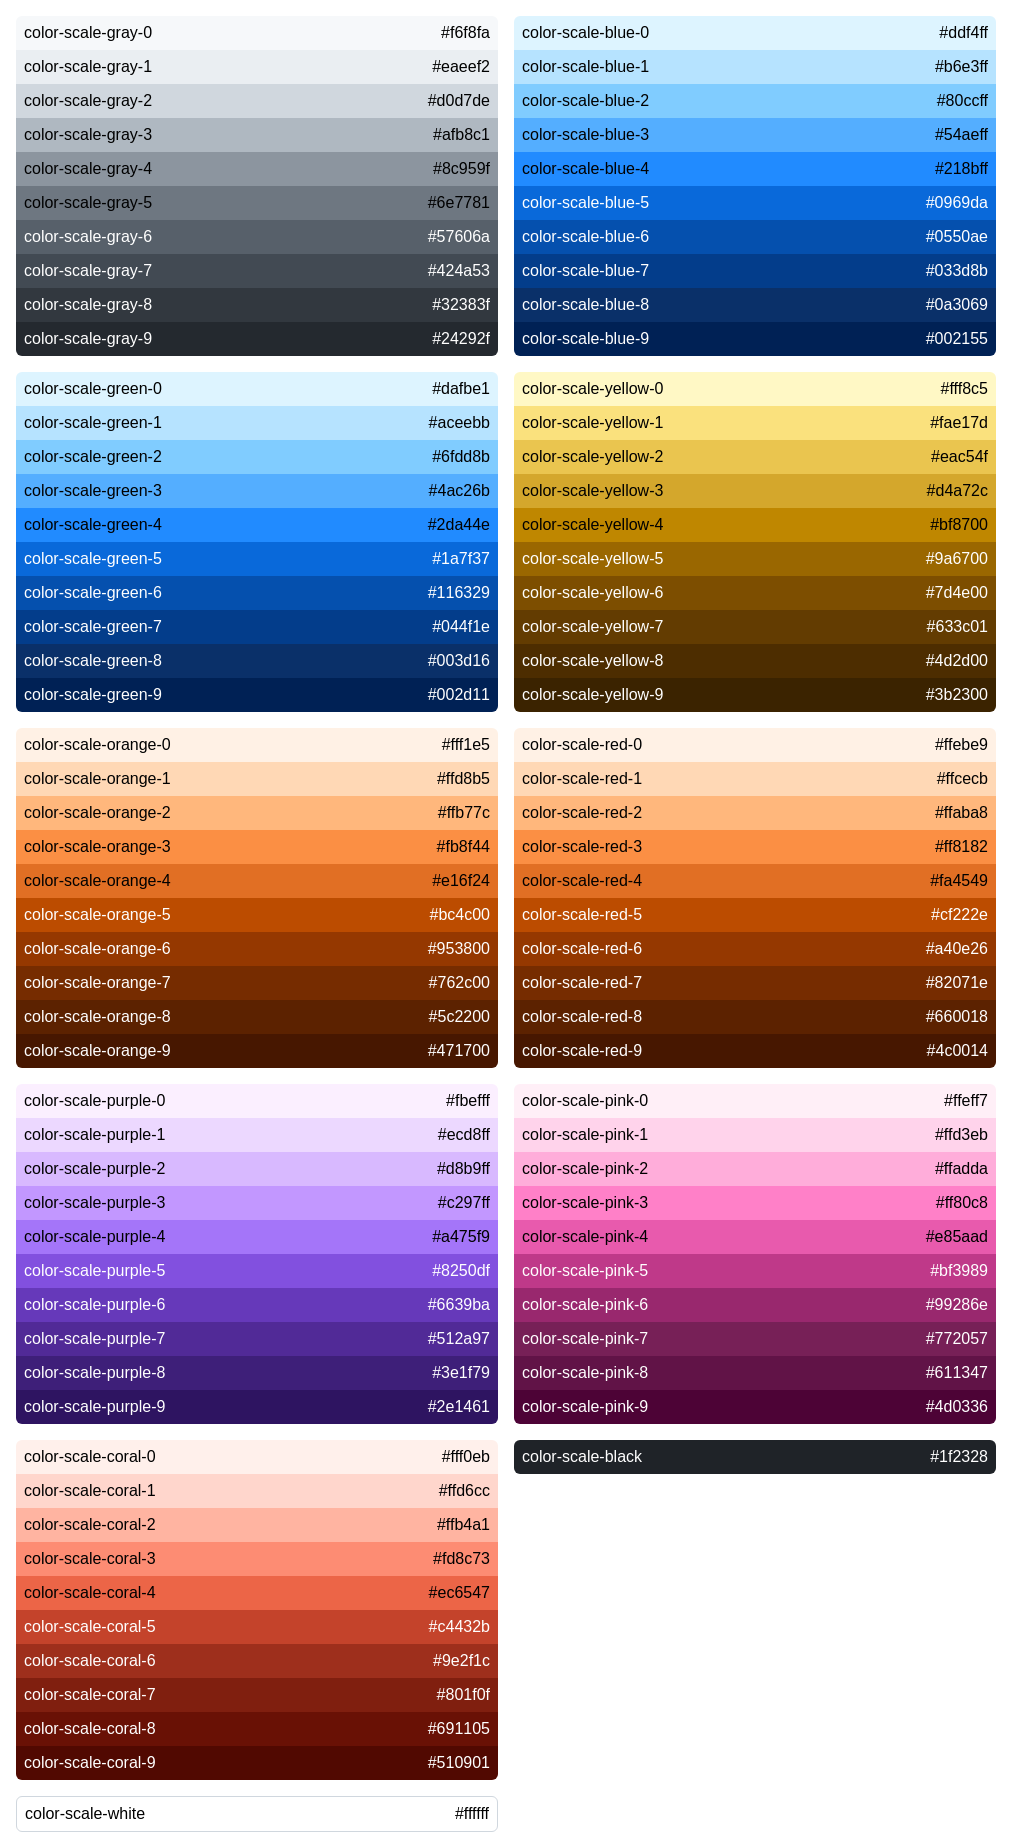 color-scale-gray-0 #f6f8fa
color-scale-gray-1 #eaeef2
color-scale-gray-2 #d0d7de
color-scale-gray-3 #afb8c1
color-scale-gray-4 #8c959f
color-scale-gray-5 #6e7781
color-scale-gray-6 #57606a
color-scale-gray-7 #424a53
color-scale-gray-8 #32383f
color-scale-gray-9 #24292f
color-scale-blue-0 #ddf4ff
color-scale-blue-1 #b6e3ff
color-scale-blue-2 #80ccff
color-scale-blue-3 #54aeff
color-scale-blue-4 #218bff
color-scale-blue-5 #0969da
color-scale-blue-6 #0550ae
color-scale-blue-7 #033d8b
color-scale-blue-8 #0a3069
color-scale-blue-9 #002155
color-scale-green-0 #dafbe1
color-scale-green-1 #aceebb
color-scale-green-2 #6fdd8b
color-scale-green-3 #4ac26b
color-scale-green-4 #2da44e
color-scale-green-5 #1a7f37
color-scale-green-6 #116329
color-scale-green-7 #044f1e
color-scale-green-8 #003d16
color-scale-green-9 #002d11
color-scale-yellow-0 #fff8c5
color-scale-yellow-1 #fae17d
color-scale-yellow-2 #eac54f
color-scale-yellow-3 #d4a72c
color-scale-yellow-4 #bf8700
color-scale-yellow-5 #9a6700
color-scale-yellow-6 #7d4e00
color-scale-yellow-7 #633c01
color-scale-yellow-8 #4d2d00
color-scale-yellow-9 #3b2300
color-scale-orange-0 #fff1e5
color-scale-orange-1 #ffd8b5
color-scale-orange-2 #ffb77c
color-scale-orange-3 #fb8f44
color-scale-orange-4 #e16f24
color-scale-orange-5 #bc4c00
color-scale-orange-6 #953800
color-scale-orange-7 #762c00
color-scale-orange-8 #5c2200
color-scale-orange-9 #471700
color-scale-red-0 #ffebe9
color-scale-red-1 #ffcecb
color-scale-red-2 #ffaba8
color-scale-red-3 #ff8182
color-scale-red-4 #fa4549
color-scale-red-5 #cf222e
color-scale-red-6 #a40e26
color-scale-red-7 #82071e
color-scale-red-8 #660018
color-scale-red-9 #4c0014
color-scale-purple-0 #fbefff
color-scale-purple-1 #ecd8ff
color-scale-purple-2 #d8b9ff
color-scale-purple-3 #c297ff
color-scale-purple-4 #a475f9
color-scale-purple-5 #8250df
color-scale-purple-6 #6639ba
color-scale-purple-7 #512a97
color-scale-purple-8 #3e1f79
color-scale-purple-9 #2e1461
color-scale-pink-0 #ffeff7
color-scale-pink-1 #ffd3eb
color-scale-pink-2 #ffadda
color-scale-pink-3 #ff80c8
color-scale-pink-4 #e85aad
color-scale-pink-5 #bf3989
color-scale-pink-6 #99286e
color-scale-pink-7 #772057
color-scale-pink-8 #611347
color-scale-pink-9 #4d0336
color-scale-coral-0 #fff0eb
color-scale-coral-1 #ffd6cc
color-scale-coral-2 #ffb4a1
color-scale-coral-3 #fd8c73
color-scale-coral-4 #ec6547
color-scale-coral-5 #c4432b
color-scale-coral-6 #9e2f1c
color-scale-coral-7 #801f0f
color-scale-coral-8 #691105
color-scale-coral-9 #510901
color-scale-black #1f2328
color-scale-white #ffffff